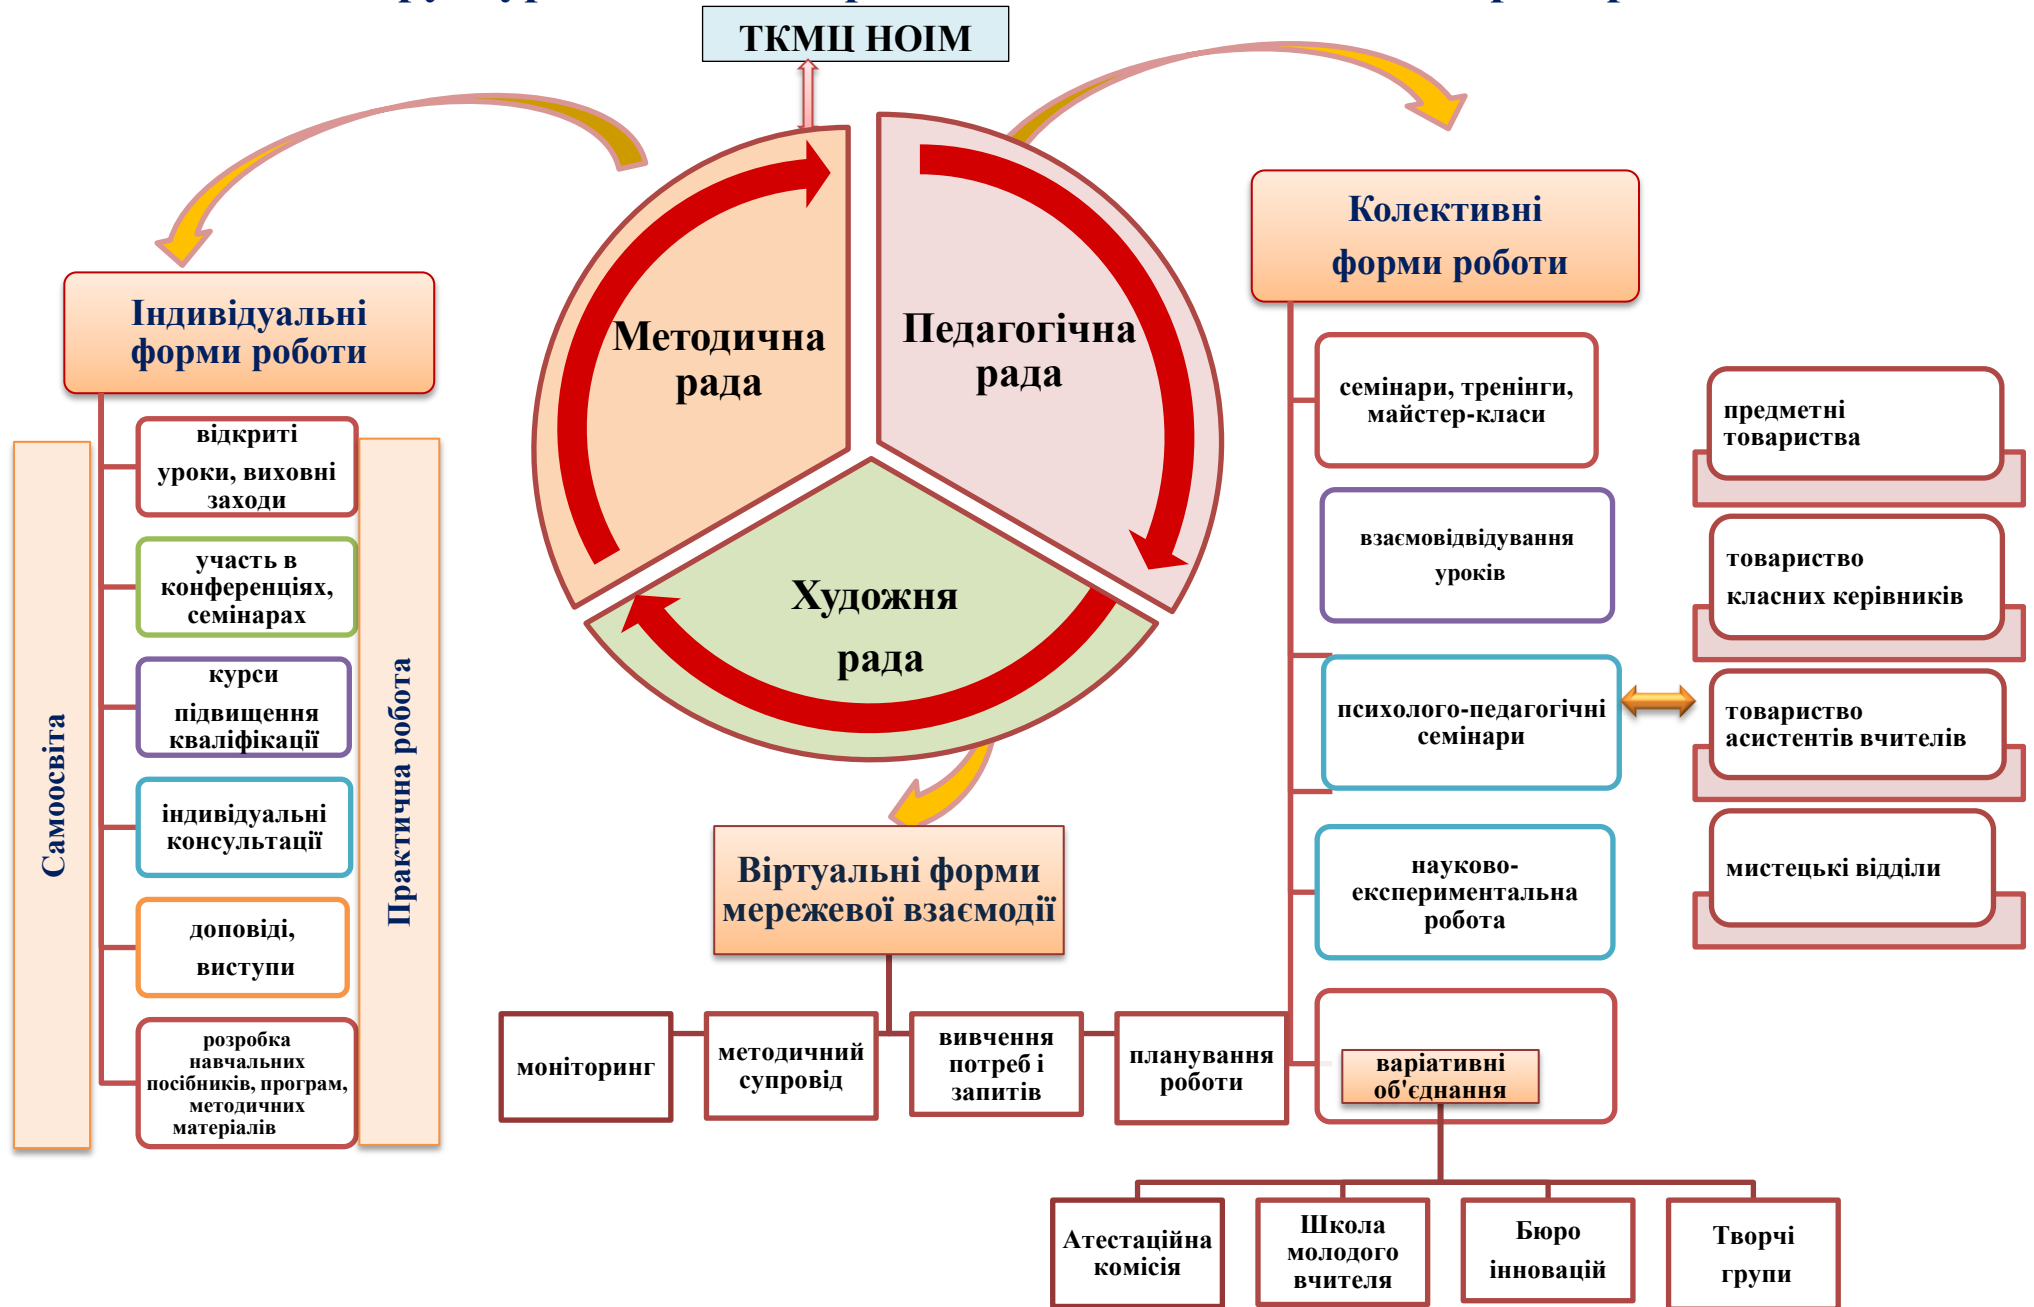 ТКМЦ НОІМ
Методична
рада
Педагогічна
рада
Художня
рада
Індивідуальні
форми роботи
Самоосвіта
Практична робота
відкриті
уроки, виховні
заходи
участь в
конференціях,
семінарах
курси
підвищення
кваліфікації
індивідуальні
консультації
доповіді,
виступи
розробка
навчальних
посібників, програм,
методичних
матеріалів
Віртуальні форми
мережевої взаємодії
моніторинг
методичний
супровід
вивчення
потреб і
запитів
планування
роботи
Колективні
форми роботи
семінари, тренінги,
майстер-класи
взаємовідвідування
уроків
психолого-педагогічні
семінари
науково-
експериментальна
робота
варіативні
об'єднання
предметні
товариства
товариство
класних керівників
товариство
асистентів вчителів
мистецькі відділи
Атестаційна
комісія
Школа
молодого
вчителя
Бюро
інновацій
Творчі
групи